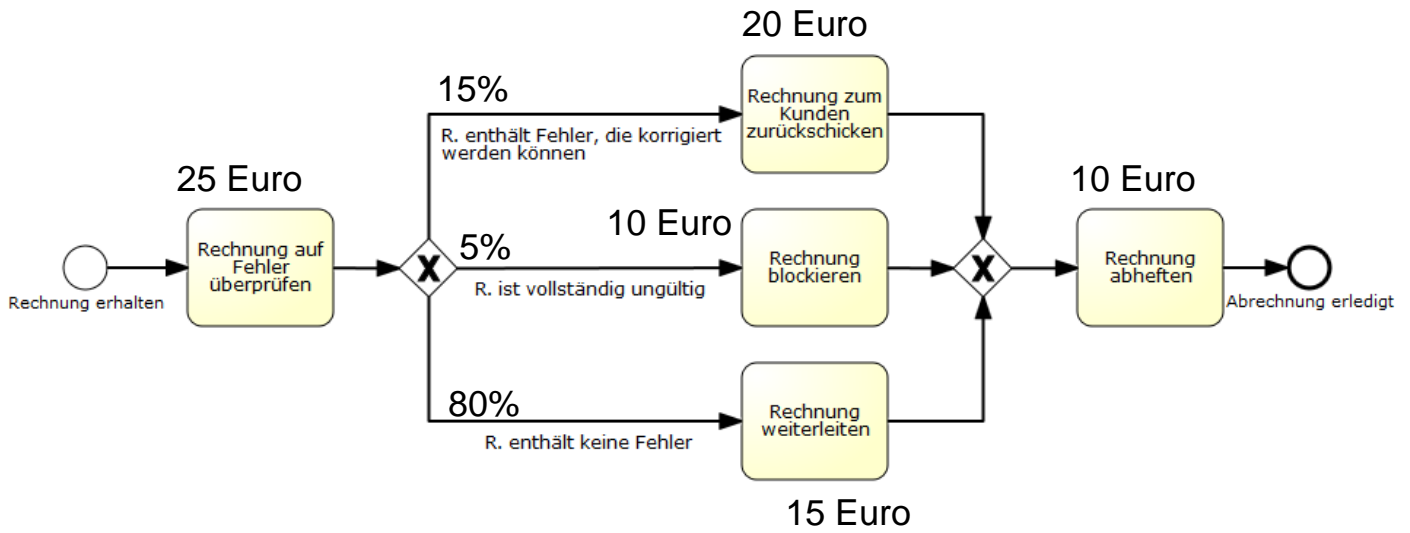 20 Euro
15%
Rechnung zum
Kunden
zurückschicken
R. enthält Fehler, die korrigiert
werden können
25 Euro
10 Euro
10 Euro
Rechnung auf
Fehler
überprüfen
X
5%
Rechnung
blockieren
X
Rechnung
abheften
R. ist vollständig ungültig
Rechnung erhalten
Abrechnung erledigt
80%
Rechnung
weiterleiten
R. enthält keine Fehler
15 Euro